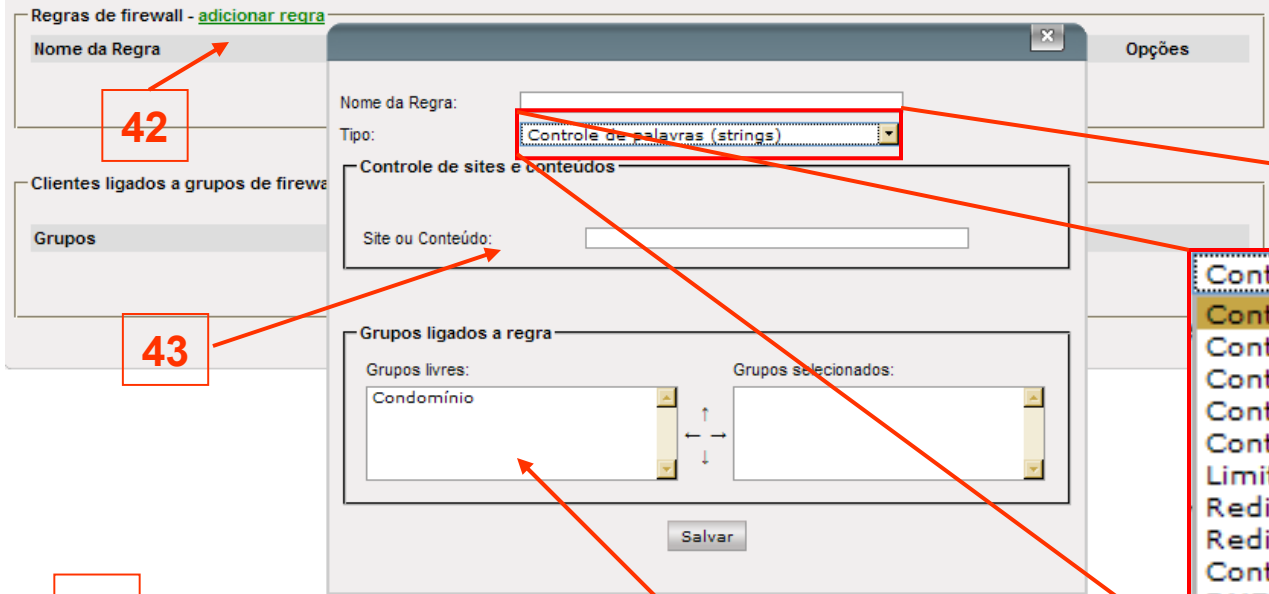 Regras de firewall - adicionar regra
Nome da Regra
Opções
42
Nome da Regra:
Tipo:
Controle de palavras (strings)
Controle de sites e conteúdos
Site ou Conteúdo:
Clientes ligados a grupos de firewa
Grupos
43
Grupos ligados a regra
Grupos livres:
Grupos selecionados:
Condomínio
↑
← →
↓
Salvar
Cont
Cont
Cont
Cont
Cont
Cont
Limit
Redi
Redi
Cont